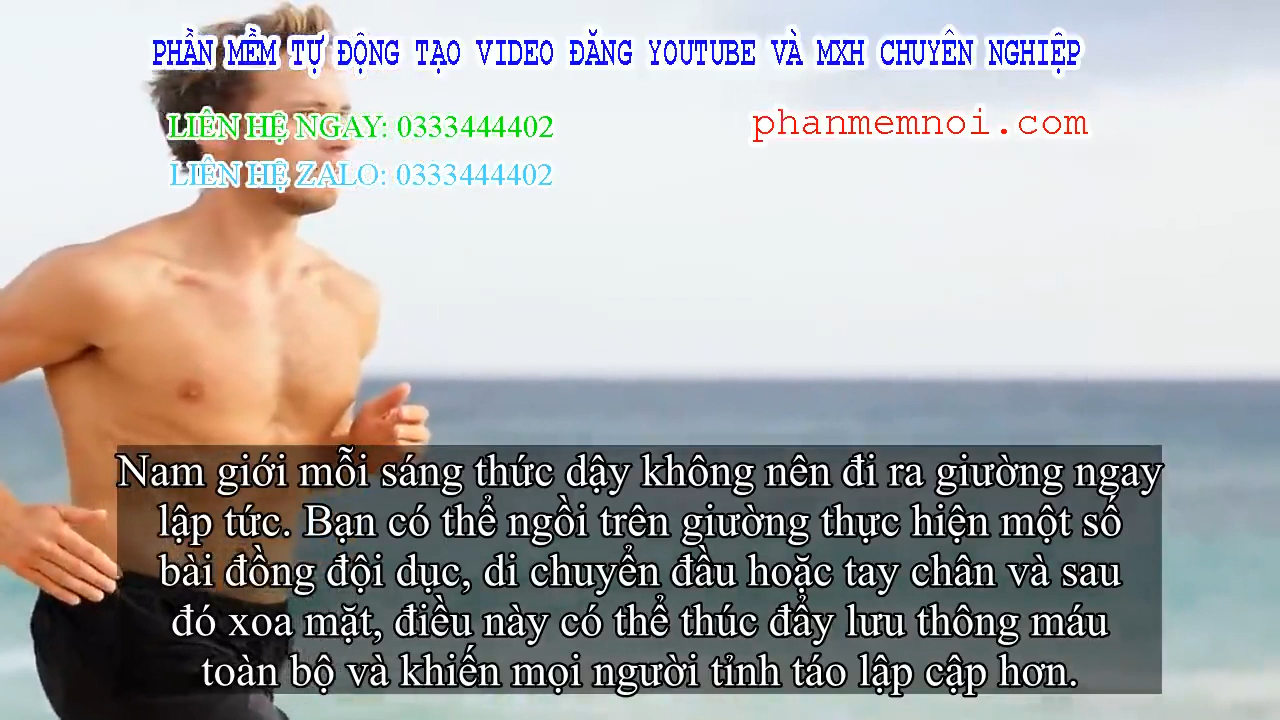 PHẦN MỀM TỰ ĐỘNG TẠO VIDEO ĐĂNG YOUTUBE VÀ MXH CHUYÊN NGHIỆP
LIÊN HỆ NGAY: 0333444402
phanmemnoi.com
LIÊN HỆ ZALO: 0333444402
Nam giới mỗi sáng thức dậy không nên đi ra giường ngay
lập tức. Bạn có thể ngồi trên giường thực hiện một số
bài đồng đội dục, di chuyển đầu hoặc tay chân và sau
đó xoa mặt, điều này có thể thúc đẩy lưu thông máu
toàn bộ và khiến mọi người tỉnh táo lập cập hơn.